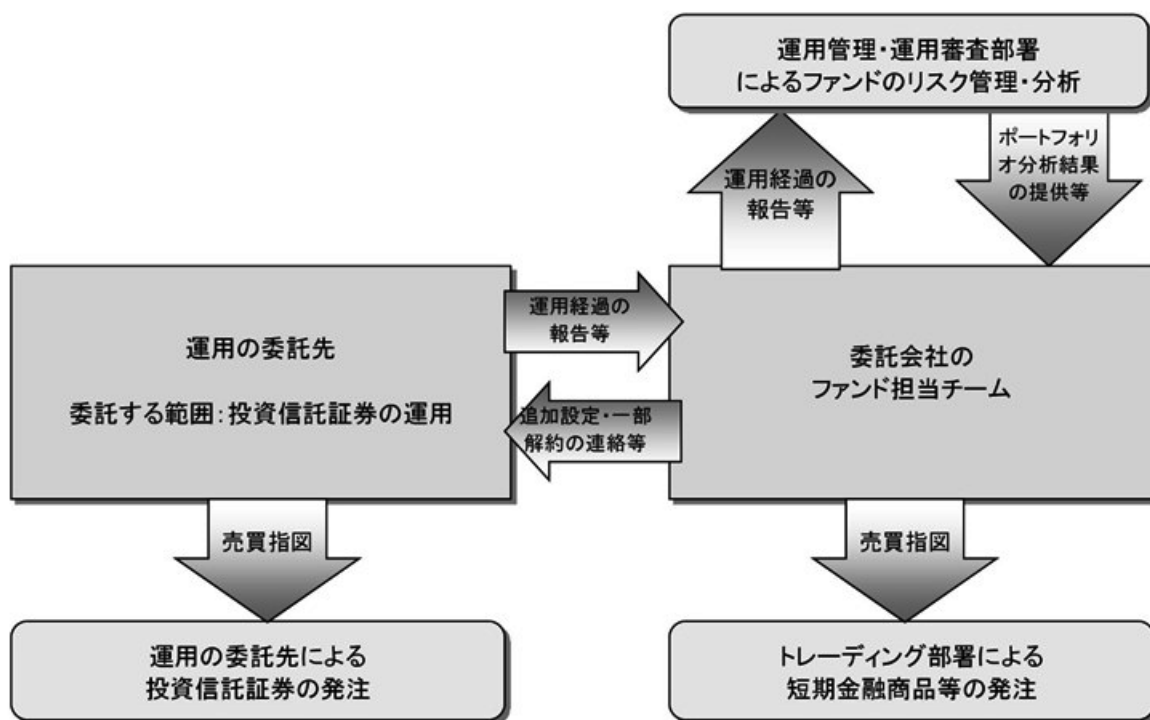 運用管理・運用審査部署
によるファンドのリスク管理・分析
運用経過の
報告等
ポートフォリ
オ分析結果
の提供等
運用の委託先
委託する範囲：投資信託証券の運用
運用経過の
報告等
追加設定・一部
解約の連絡等
委託会社の
ファンド担当チーム
売買指図
売買指図
運用の委託先による
投資信託証券の発注
トレーディング部署による
短期金融商品等の発注